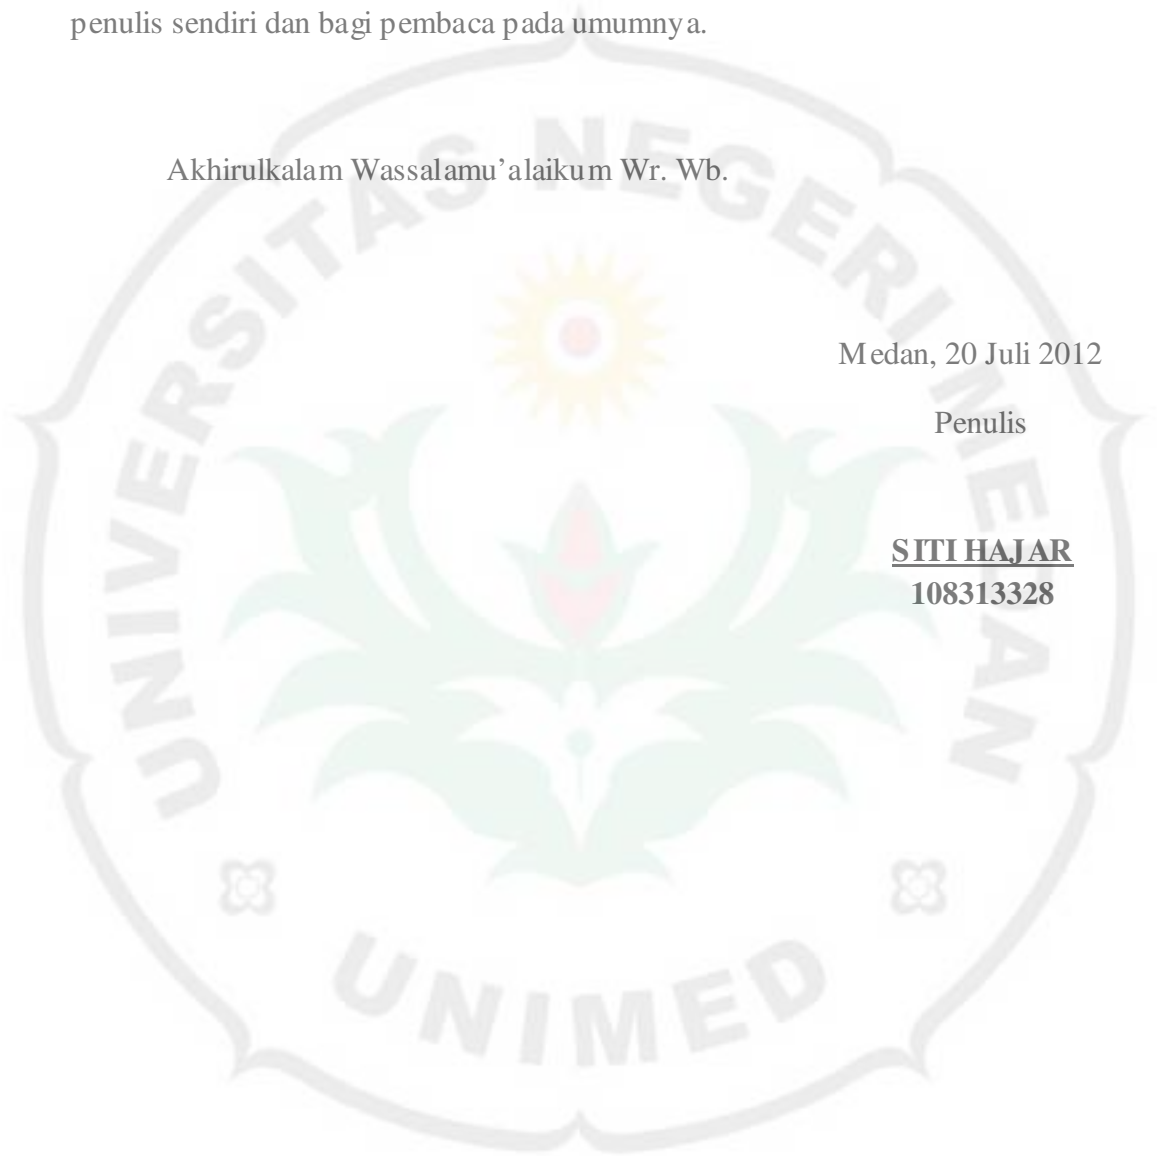 penulis sendiri dan bagi pembaca pada umumnya.
Akhirulkalam Wassalamu’alaikum Wr. Wb.
Medan, 20 Juli 2012
Penulis
SITI HAJAR
108313328
UNIVERSITAS NEGERI MEDAN
UNIMED